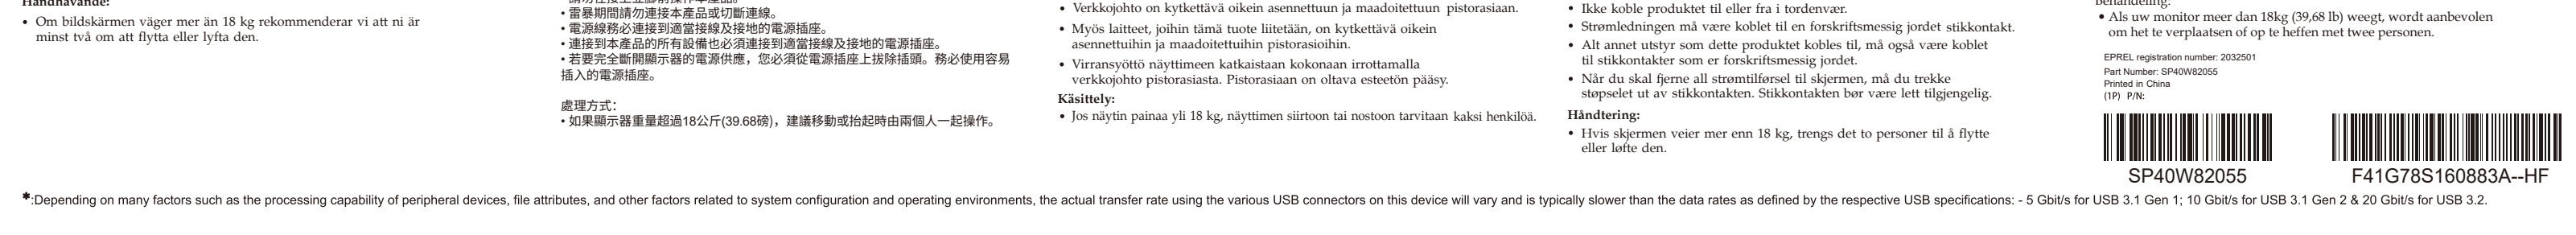 Handhavande:
• Om bildskärmen väger mer än 18 kg rekommenderar vi att ni är
minst två om att flytta eller lyfta den.
• 雷暴期間請勿連接本產品或切斷連線。
• 電源線務必連接到適當接線及接地的電源插座。
• 連接到本產品的所有設備也必須連接到適當接線及接地的電源插座。
• 若要完全斷開顯示器的電源供應，您必須從電源插座上拔除插頭。務必使用容易
插入的電源插座。
處理方式：
• 如果顯示器重量超過18公斤(39.68磅)，建議移動或抬起時由兩個人一起操作。
• Verkkojohto on kytkettävä oikein asennettuun ja maadoitettuun pistorasiaan.
• Myös laitteet, joihin tämä tuote liitetään, on kytkettävä oikein
asennettuihin ja maadoitettuihin pistorasioihin.
• Virransyöttö näyttimeen katkaistaan kokonaan irrottamalla
verkkojohto pistorasiasta. Pistorasiaan on oltava esteetön pääsy.
Käsittely:
• Jos näytin painaa yli 18 kg, näyttimen siirtoon tai nostoon tarvitaan kaksi henkilöä.
• Ikke koble produktet til eller fra i tordenvær.
• Strømledningen må være koblet til en forskriftsmessig jordet stikkontakt.
• Alt annet utstyr som dette produktet kobles til, må også være koblet
til stikkontakter som er forskriftsmessig jordet.
• Når du skal fjerne all strømtilførsel til skjermen, må du trekke
støpselet ut av stikkontakten. Stikkontakten bør være lett tilgjengelig.
Håndtering:
• Hvis skjermen veier mer enn 18 kg, trengs det to personer til å flytte
eller løfte den.
behandeling:
• Als uw monitor meer dan 18kg (39,68 lb) weegt, wordt aanbevolen
om het te verplaatsen of op te heffen met twee personen.
EPREL registration number: 2032501
Part Number: SP40W82055
Printed in China
(1P) P/N:
SP40W82055
F41G78S160883A--HF
*:Depending on many factors such as the processing capability of peripheral devices, file attributes, and other factors related to system configuration and operating environments, the actual transfer rate using the various USB connectors on this device will vary and is typically slower than the data rates as defined by the respective USB specifications: - 5 Gbit/s for USB 3.1 Gen 1; 10 Gbit/s for USB 3.1 Gen 2 & 20 Gbit/s for USB 3.2.